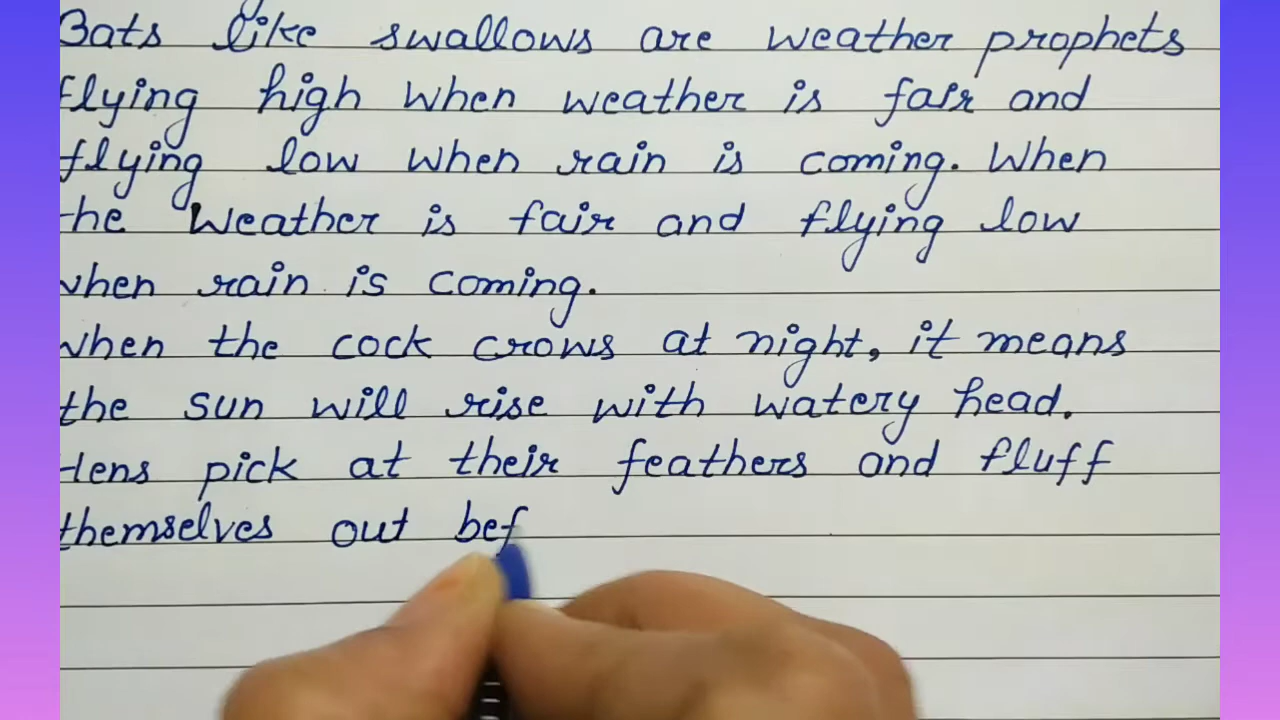 Bats like swallows are weather prophets
flying high when weather is fair and
flying low when rain is coming. When
the weather is fair and flying low
when rain is coming.
when the cock crows at night, it means
the sun will rise with watery head.
Hens pick at their feathers and fluff
themselves out bef